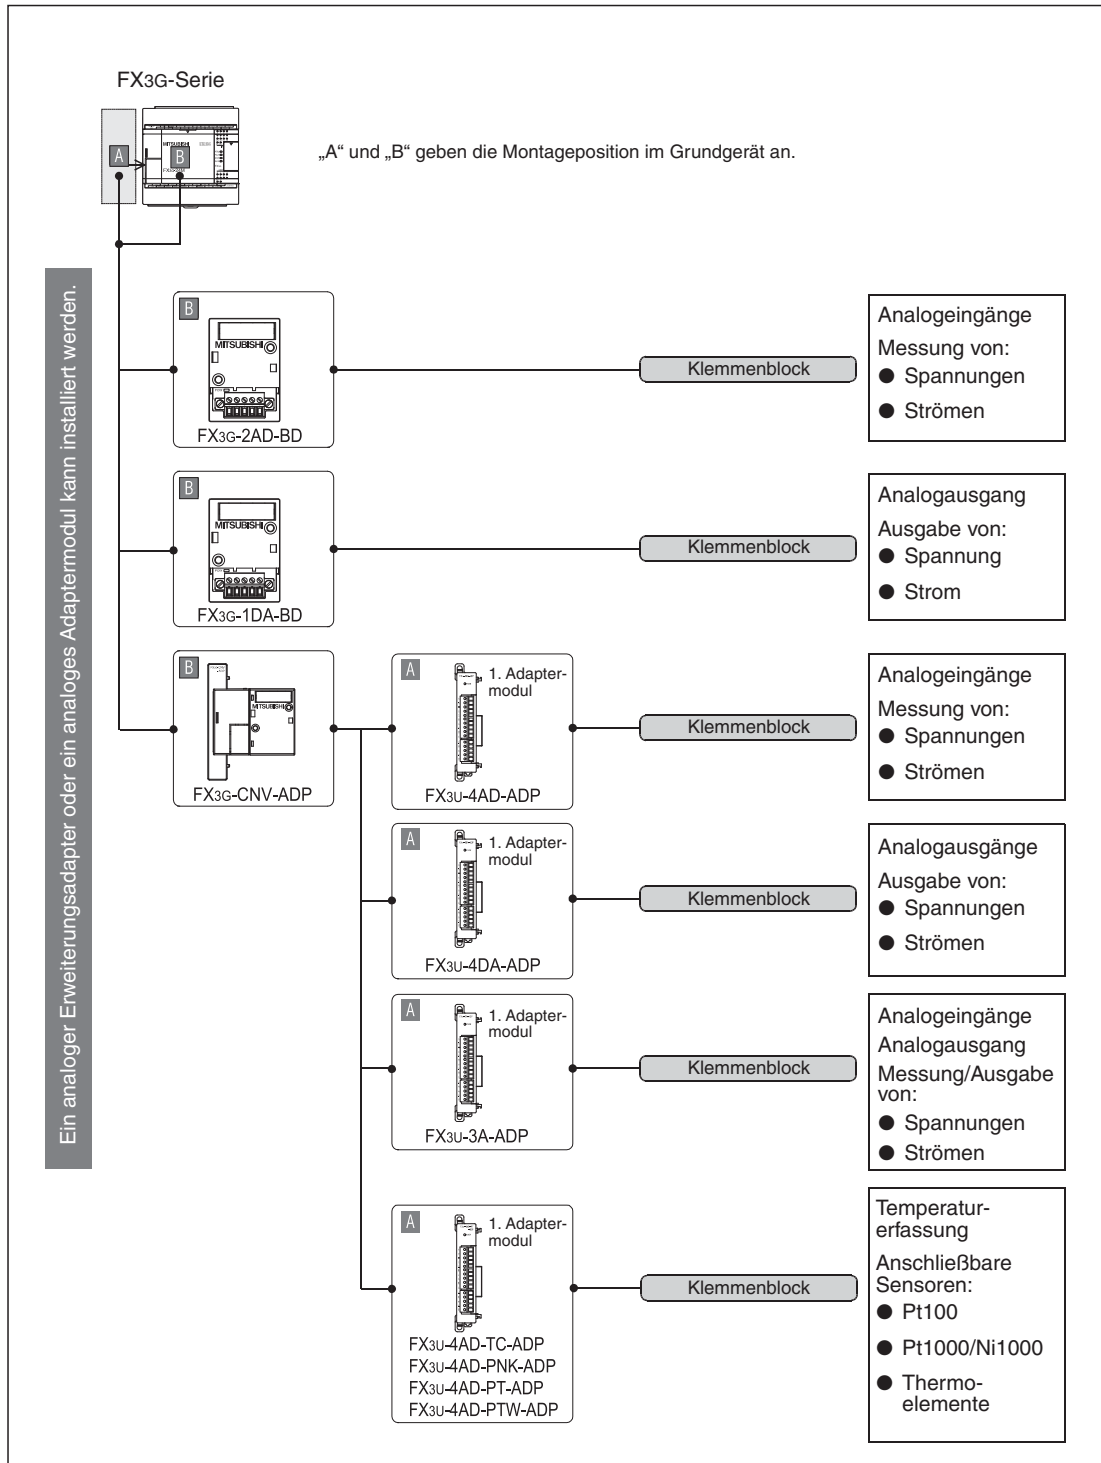 FX3G-Serie
A
B
MITSUBISHI
„A“ und „B“ geben die Montageposition im Grundgerät an.
Ein analoger Erweiterungsadapter oder ein analoges Adaptermodul kann installiert werden.
B
MITSUBISHI
FX3G-2AD-BD
Klemmenblock
Analogeingänge
Messung von:
● Spannungen
● Strömen
B
MITSUBISHI
FX3G-1DA-BD
Klemmenblock
Analogausgang
Ausgabe von:
● Spannung
● Strom
B
MITSUBISHI
FX3G-CNV-ADP
A
1. Adapter-
modul
FX3U-4AD-ADP
Klemmenblock
Analogeingänge
Messung von:
● Spannungen
● Strömen
A
1. Adapter-
modul
FX3U-4DA-ADP
Klemmenblock
Analogausgänge
Ausgabe von:
● Spannungen
● Strömen
A
1. Adapter-
modul
FX3U-3A-ADP
Klemmenblock
Analogeingänge
Analogausgang
Messung/Ausgabe
von:
● Spannungen
● Strömen
A
1. Adapter-
modul
FX3U-4AD-TC-ADP
FX3U-4AD-PNK-ADP
FX3U-4AD-PT-ADP
FX3U-4AD-PTW-ADP
Klemmenblock
Temperatur-
erfassung
Anschließbare
Sensoren:
● Pt100
● Pt1000/Ni1000
● Thermo-
elemente